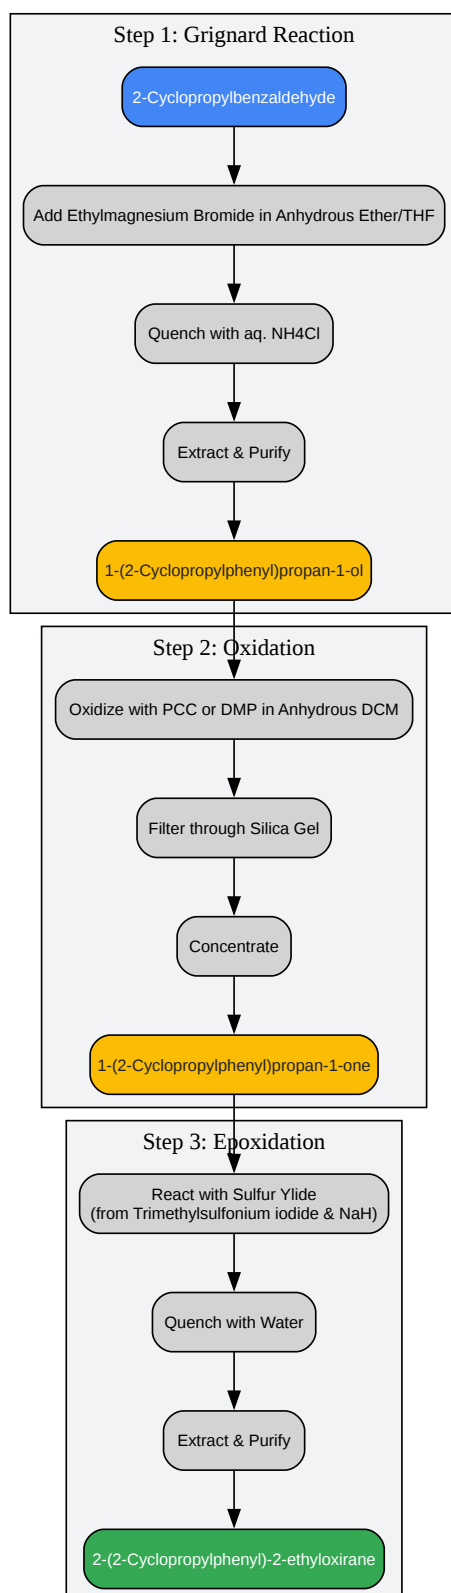 Step 1: Grignard Reaction
2-Cyclopropylbenzaldehyde
Add Ethylmagnesium Bromide in Anhydrous Ether/THF
Quench with aq. NH4Cl
Extract & Purify
1-(2-Cyclopropylphenyl)propan-1-ol
Step 2: Oxidation
Oxidize with PCC or DMP in Anhydrous DCM
Filter through Silica Gel
Concentrate
1-(2-Cyclopropylphenyl)propan-1-one
Step 3: Epoxidation
React with Sulfur Ylide
(from Trimethylsulfonium iodide & NaH)
Quench with Water
Extract & Purify
2-(2-Cyclopropylphenyl)-2-ethyloxirane